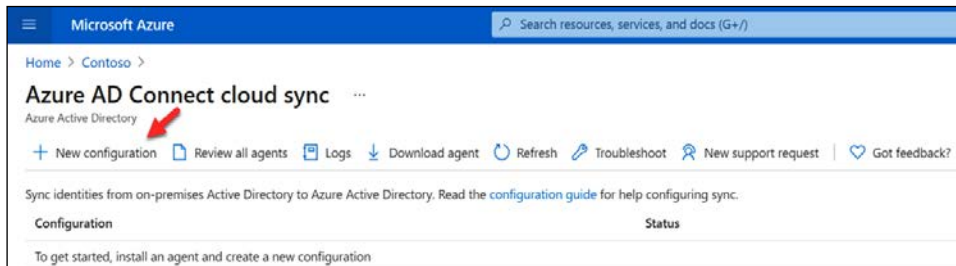 Microsoft Azure
Search resources, services, and docs (G+/)
Home > Contoso >
Azure AD Connect cloud sync ...
Azure Active Directory
+ New configuration Review all agents Logs Download agent Refresh Troubleshoot New support request Got feedback?
Sync identities from on-premises Active Directory to Azure Active Directory. Read the configuration guide for help configuring sync.
Configuration Status
To get started, install an agent and create a new configuration